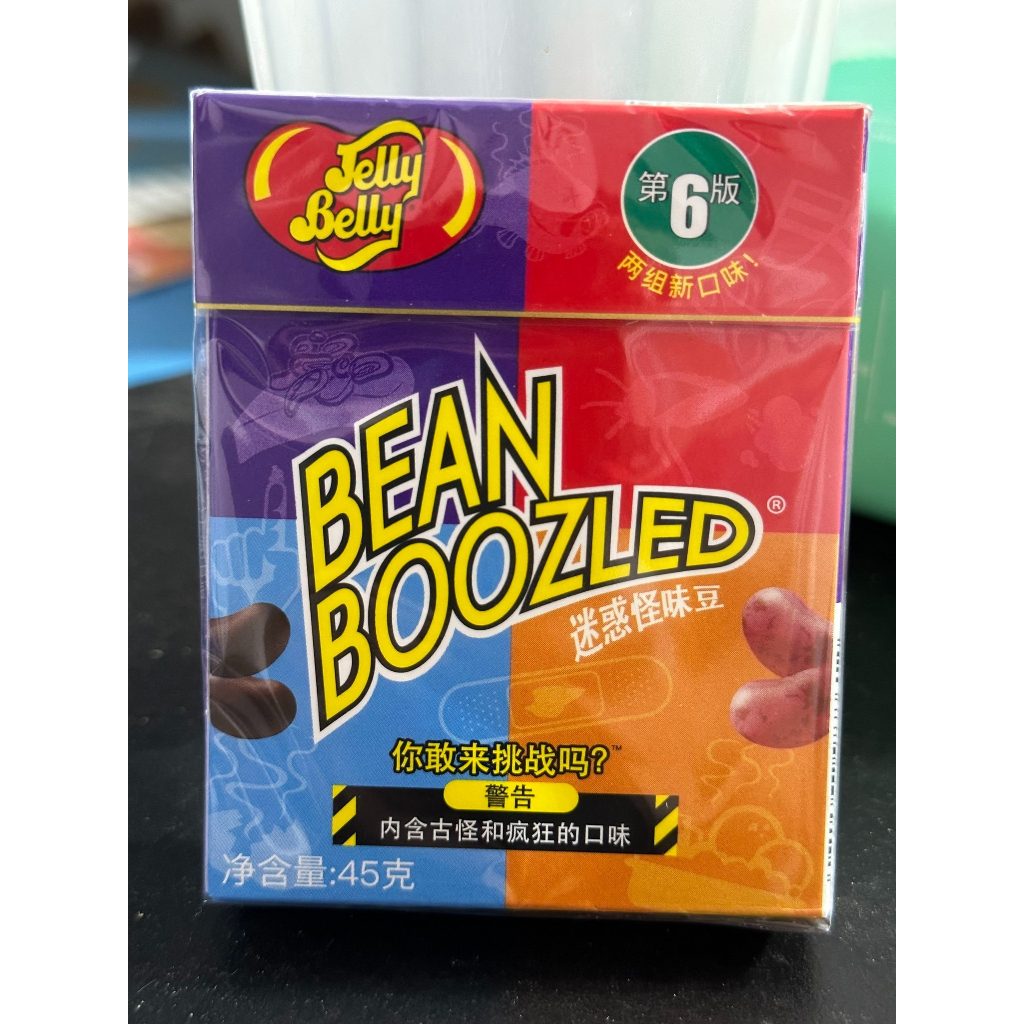 Jelly
Belly
第6版
两组新口味!
BEAN
BOOZLED®
迷惑怪味豆
你敢来挑战吗?™
警告
内含古怪和疯狂的口味
净含量:45克